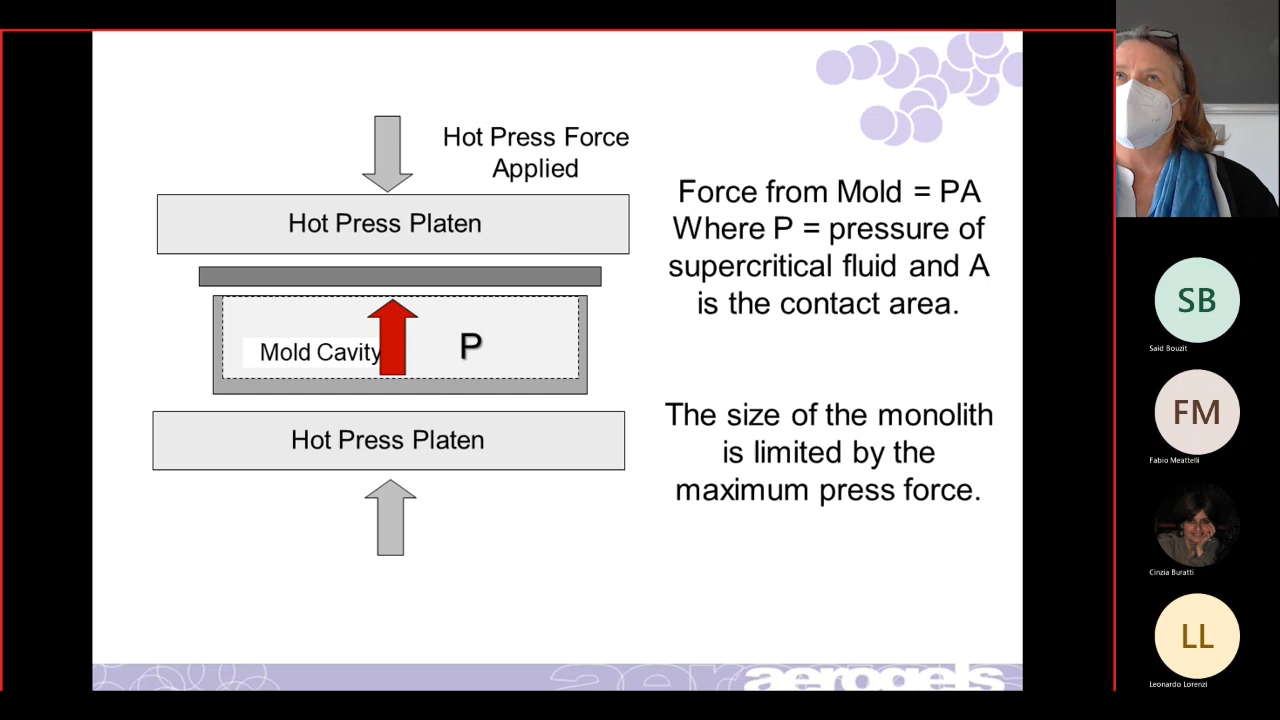 Hot Press Force
Applied
Hot Press Platen
Mold Cavity
P
Hot Press Platen
Force from Mold = PA
Where P = pressure of
supercritical fluid and A
is the contact area.
The size of the monolith
is limited by the
maximum press force.
aerogels
SB
Said Bouzit
FM
Fabio Meattelli
Cinzia Buratti
LL
Leonardo Lorenzi